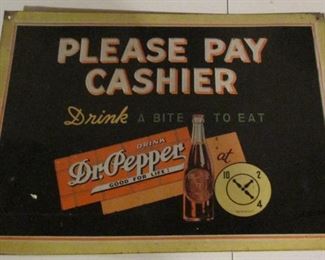 PLEASE PAY
CASHIER
Drink A BITE TO EAT
DRINK
Dr.Pepper
GOOD FOR LIFE!
at
10 2
4